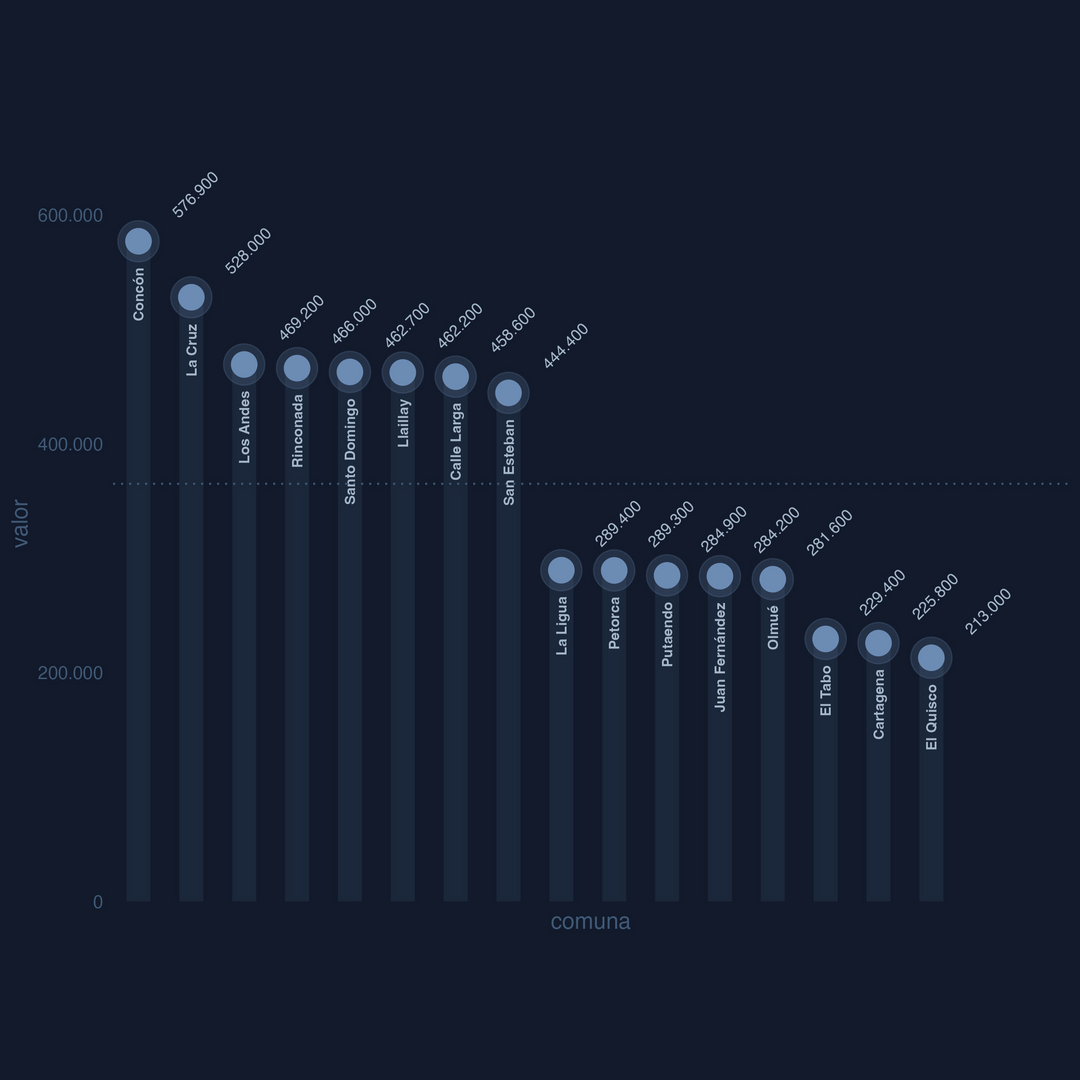 600.000
400.000
200.000
0
valor
576.900
528.000
469.200
466.000
462.700
462.200
458.600
444.400
289.400
289.300
284.900
284.200
281.600
229.400
225.800
213.000
Concón
La Cruz
Los Andes
Rinconada
Santo Domingo
Llaillay
Calle Larga
San Esteban
La Ligua
Petorca
Putaendo
Juan Fernández
Olmué
El Tabo
Cartagena
El Quisco
comuna